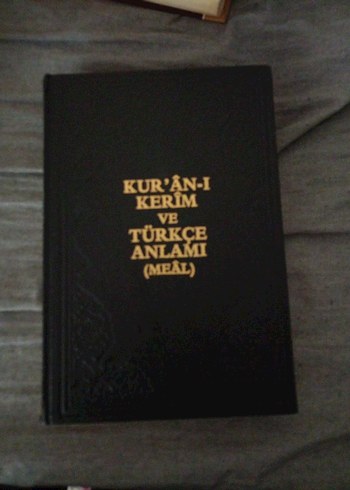 KUR'ÂN-I
KERÎM
VE
TÜRKÇE
ANLAMI
(MEÂL)